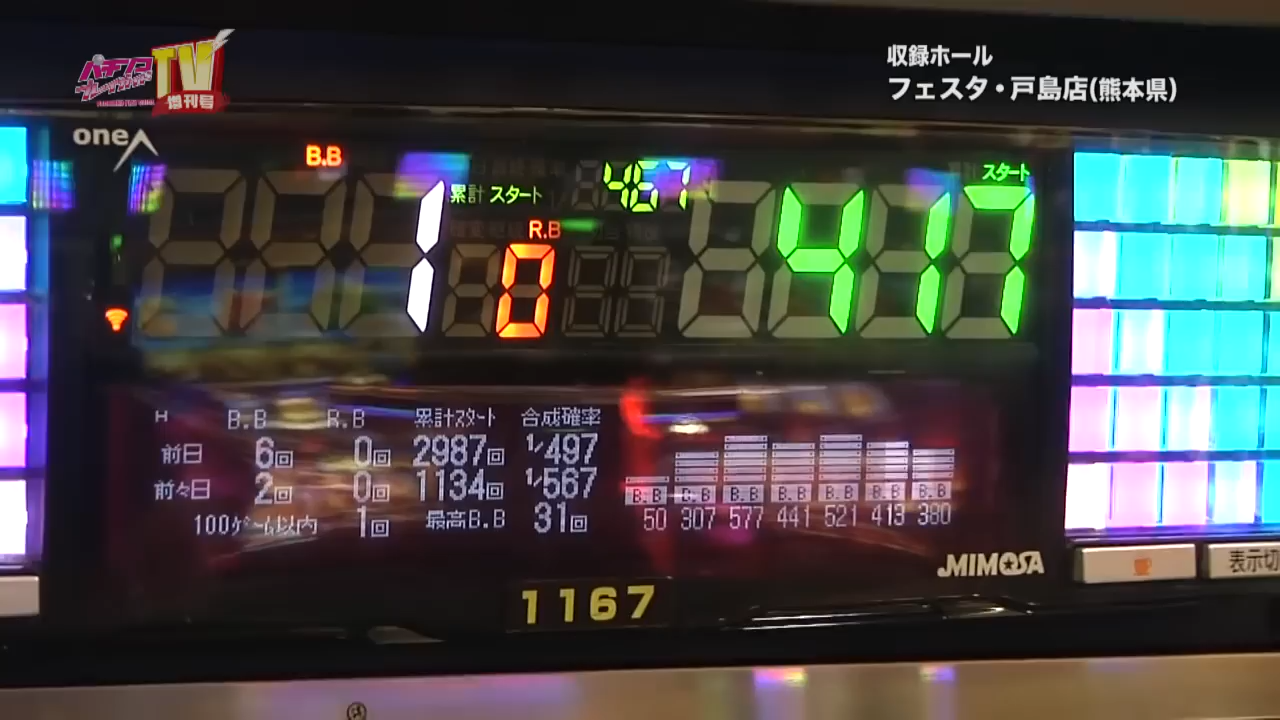 パチンコ
TV
増刊号
収録ホール
フェスタ・戸島店(熊本県)
oneA
B.B
1
累計 スタート
467
R.B
0
スタート
417
B.B R.B 累計スタート 合成確率
前日 6回 0回 2987回 1/497
前々日 2回 0回 1134回 1/567
100ゲーム以内 1回 最高B.B 31回
B.B B.B B.B B.B B.B B.B B.B
50 307 577 441 521 413 380
MIMOSA
1167
表示切